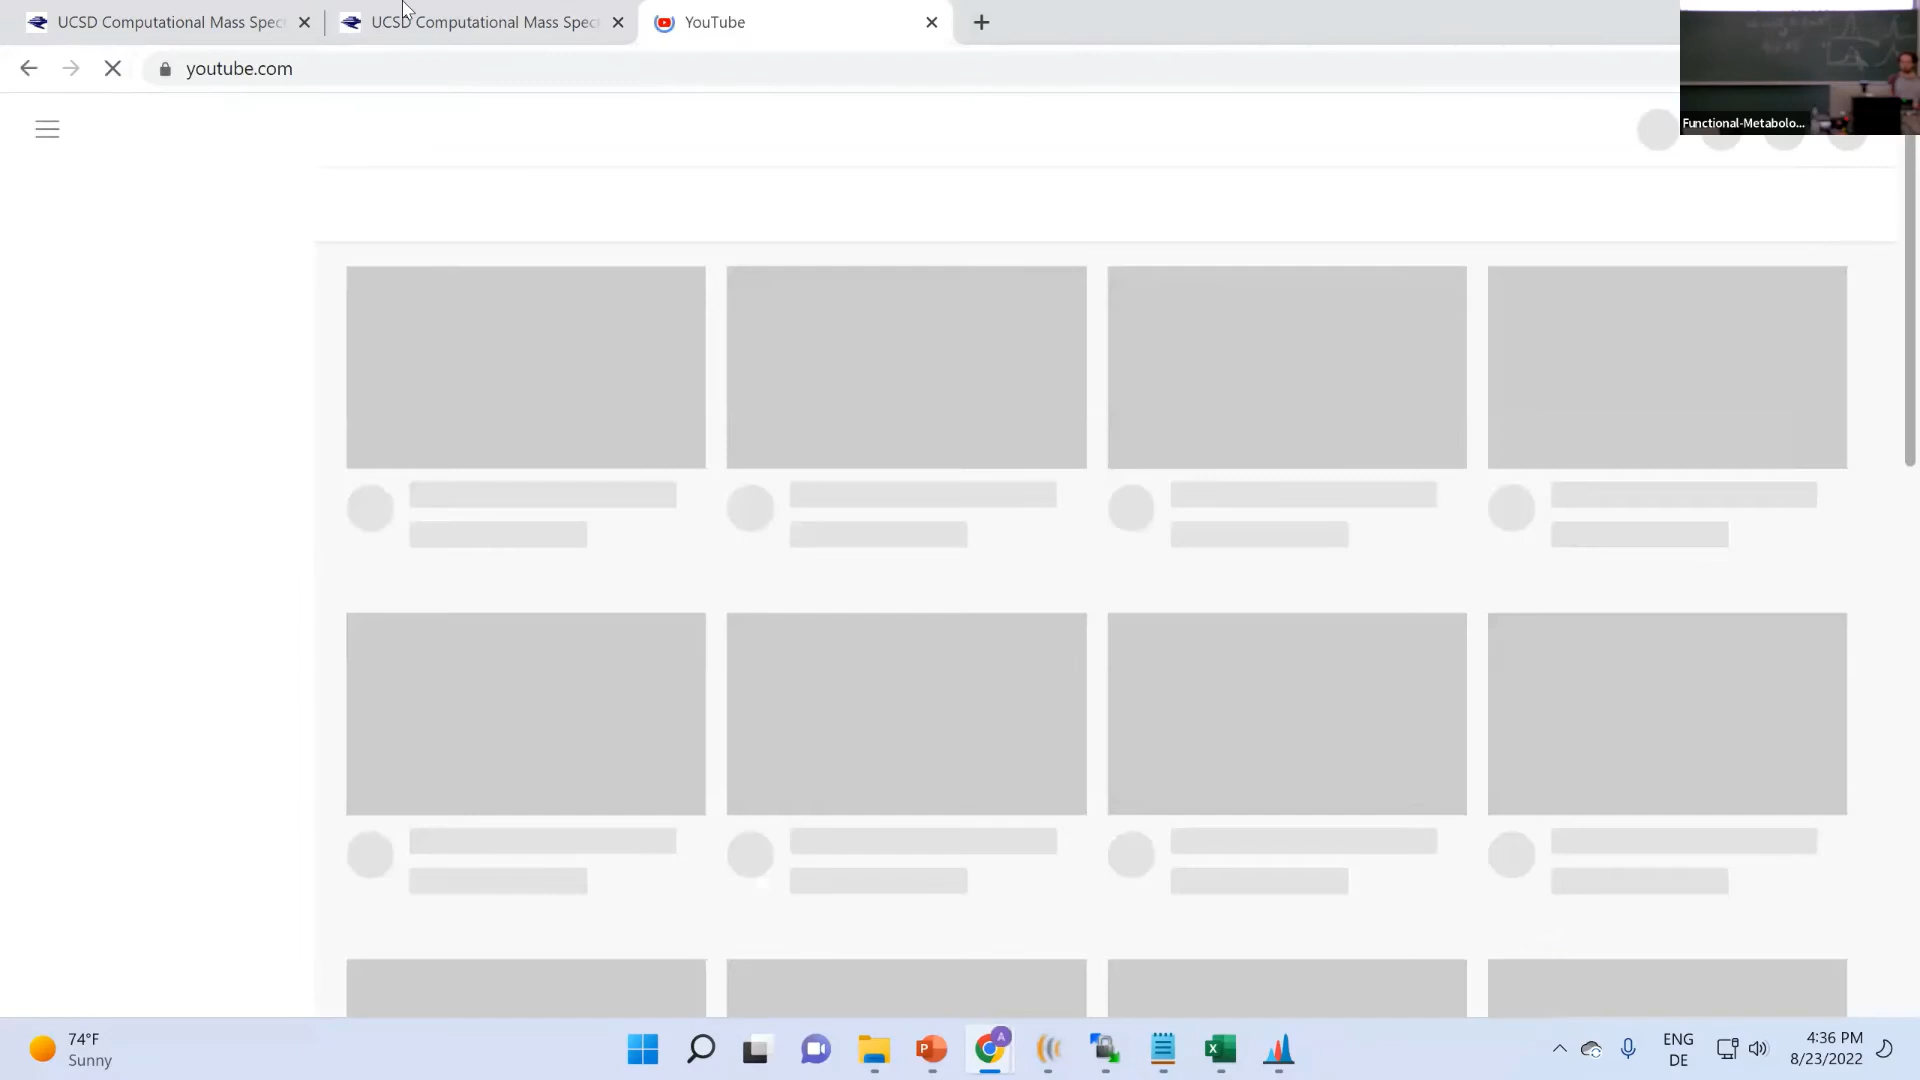 UCSD Computational Mass Spec
UCSD Computational Mass Spec
YouTube
youtube.com
Functional-Metabolo...
74°F
Sunny
ENG
DE
4:36 PM
8/23/2022